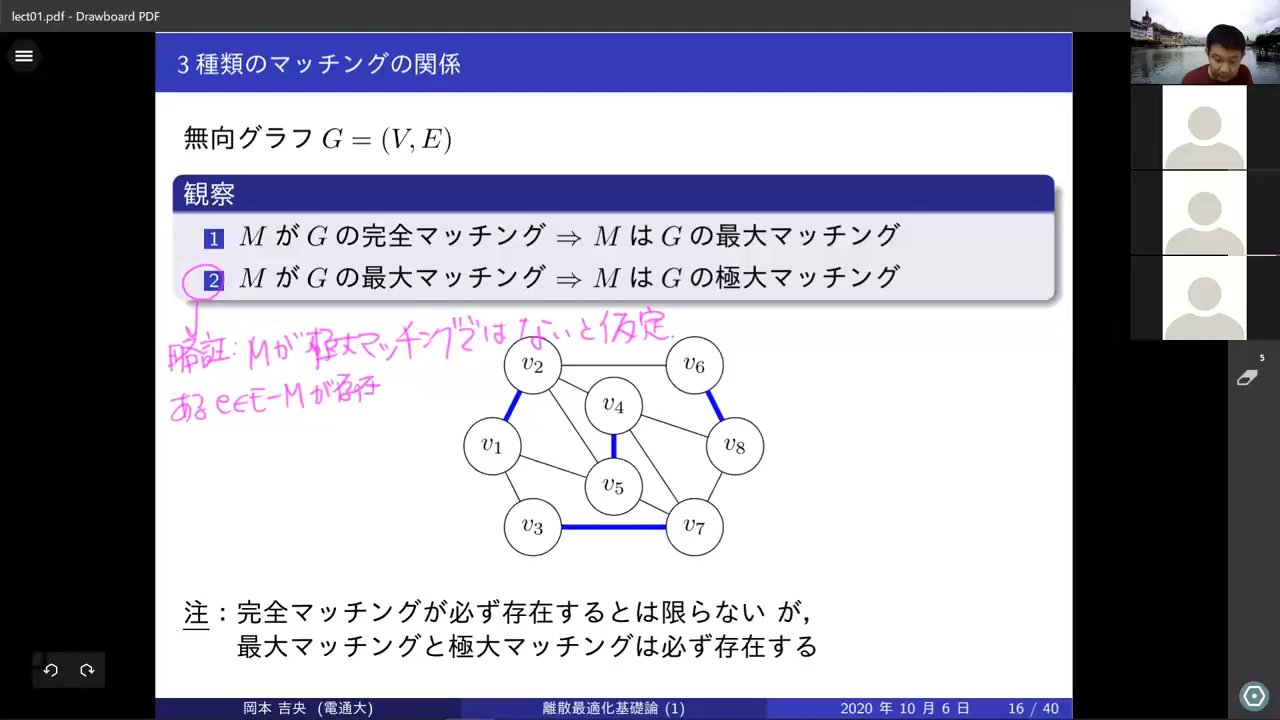 lect01.pdf - Drawboard PDF
3 種類のマッチングの関係
無向グラフ G = (V, E)
観察
1 M が G の完全マッチング ⇒ M は G の最大マッチング
2 M が G の最大マッチング ⇒ M は G の極大マッチング
略証: Mが極大マッチングではないと仮定.
ある e∈E-M が存在
v2
v6
v4
v1
v8
v5
v3
v7
注：完全マッチングが必ず存在するとは限らない が，
最大マッチングと極大マッチングは必ず存在する
岡本 吉央 (電通大)
離散最適化基礎論 (1)
2020 年 10 月 6 日
16 / 40
5